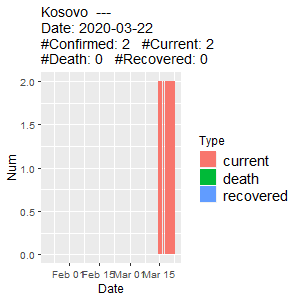 Kosovo  ---
Date: 2020-03-22
#Confirmed: 2   #Current: 2
#Death: 0   #Recovered: 0
2.0
1.5
1.0
0.5
0.0
Num
Feb 01
Feb 15
Mar 01
Mar 15
Date
Type
current
death
recovered